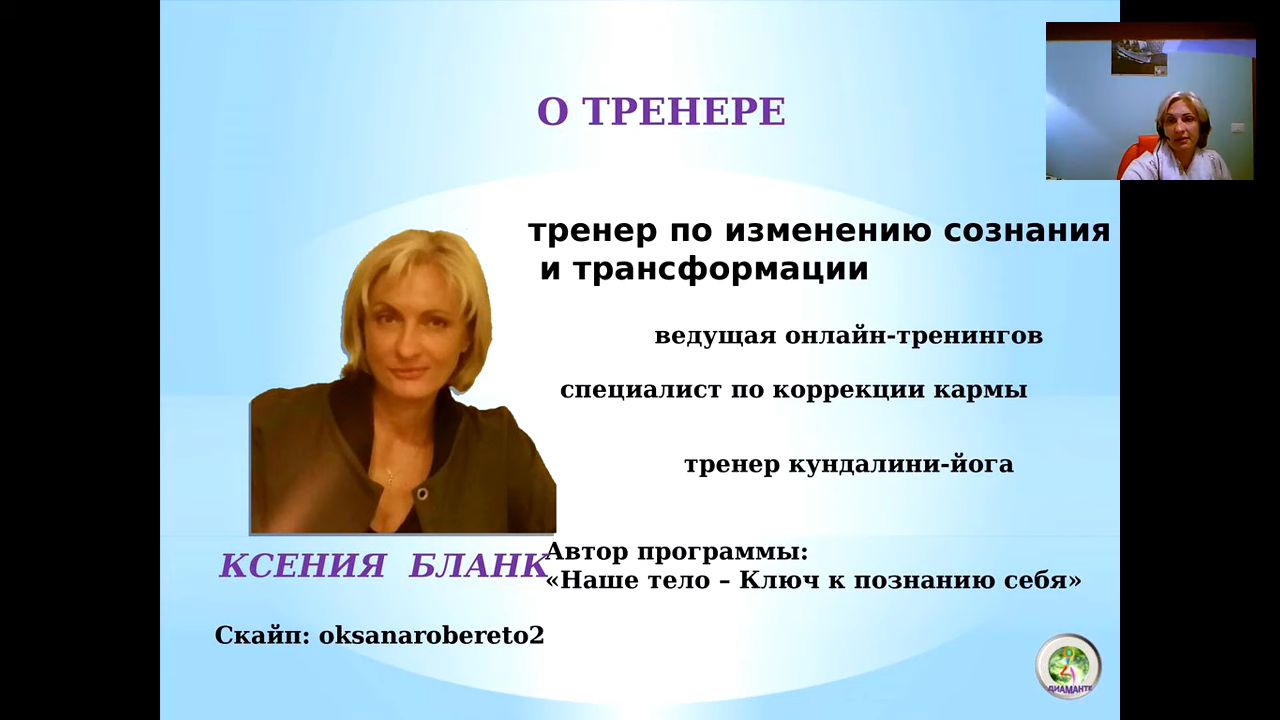 О ТРЕНЕРЕ
тренер по изменению сознания
и трансформации
ведущая онлайн-тренингов
специалист по коррекции кармы
тренер кундалини-йога
КСЕНИЯ БЛАНК
Автор программы:
«Наше тело – Ключ к познанию себя»
Скайп: oksanarobereto2
ДИАМАНТЕ